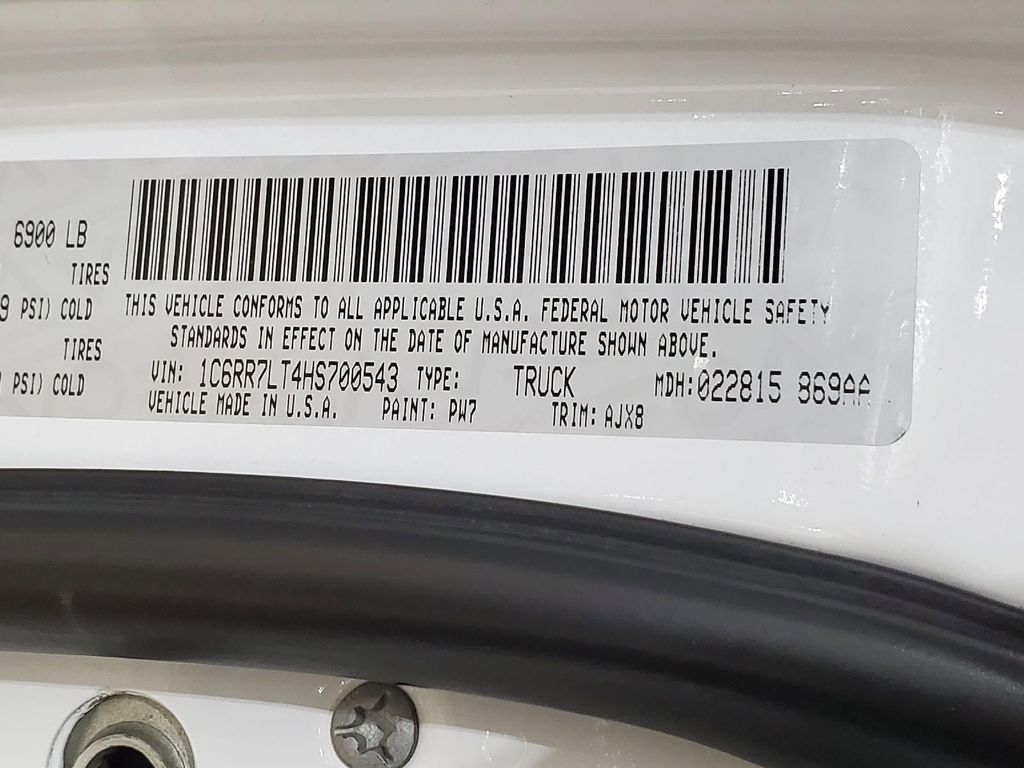 6900 LB
TIRES
9 PSI) COLD
TIRES
PSI) COLD
THIS VEHICLE CONFORMS TO ALL APPLICABLE U.S.A. FEDERAL MOTOR VEHICLE SAFETY
STANDARDS IN EFFECT ON THE DATE OF MANUFACTURE SHOWN ABOVE.
VIN: 1C6RR7LT4HS700543 TYPE: TRUCK MDH:022815 869AA
VEHICLE MADE IN U.S.A. PAINT: PW7 TRIM: AJX8